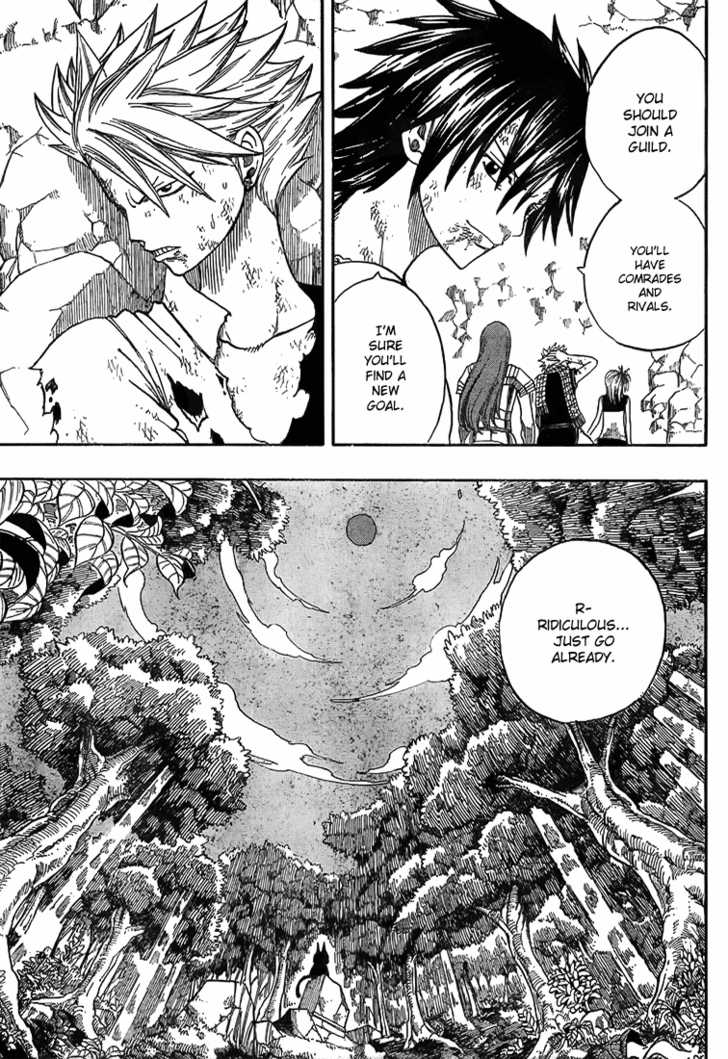 YOU
SHOULD
JOIN A
GUILD.
YOU'LL
HAVE
COMRADES
AND
RIVALS.
I'M
SURE
YOU'LL
FIND
A NEW
GOAL.
R-
RIDICULOUS...
JUST GO
ALREADY.